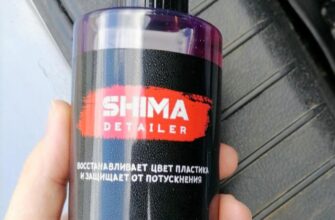 SHIMA
DETAILER
ВОССТАНАВЛИВАЕТ ЦВЕТ ПЛАСТИКА
И ЗАЩИЩАЕТ ОТ ПОТУСКНЕНИЯ